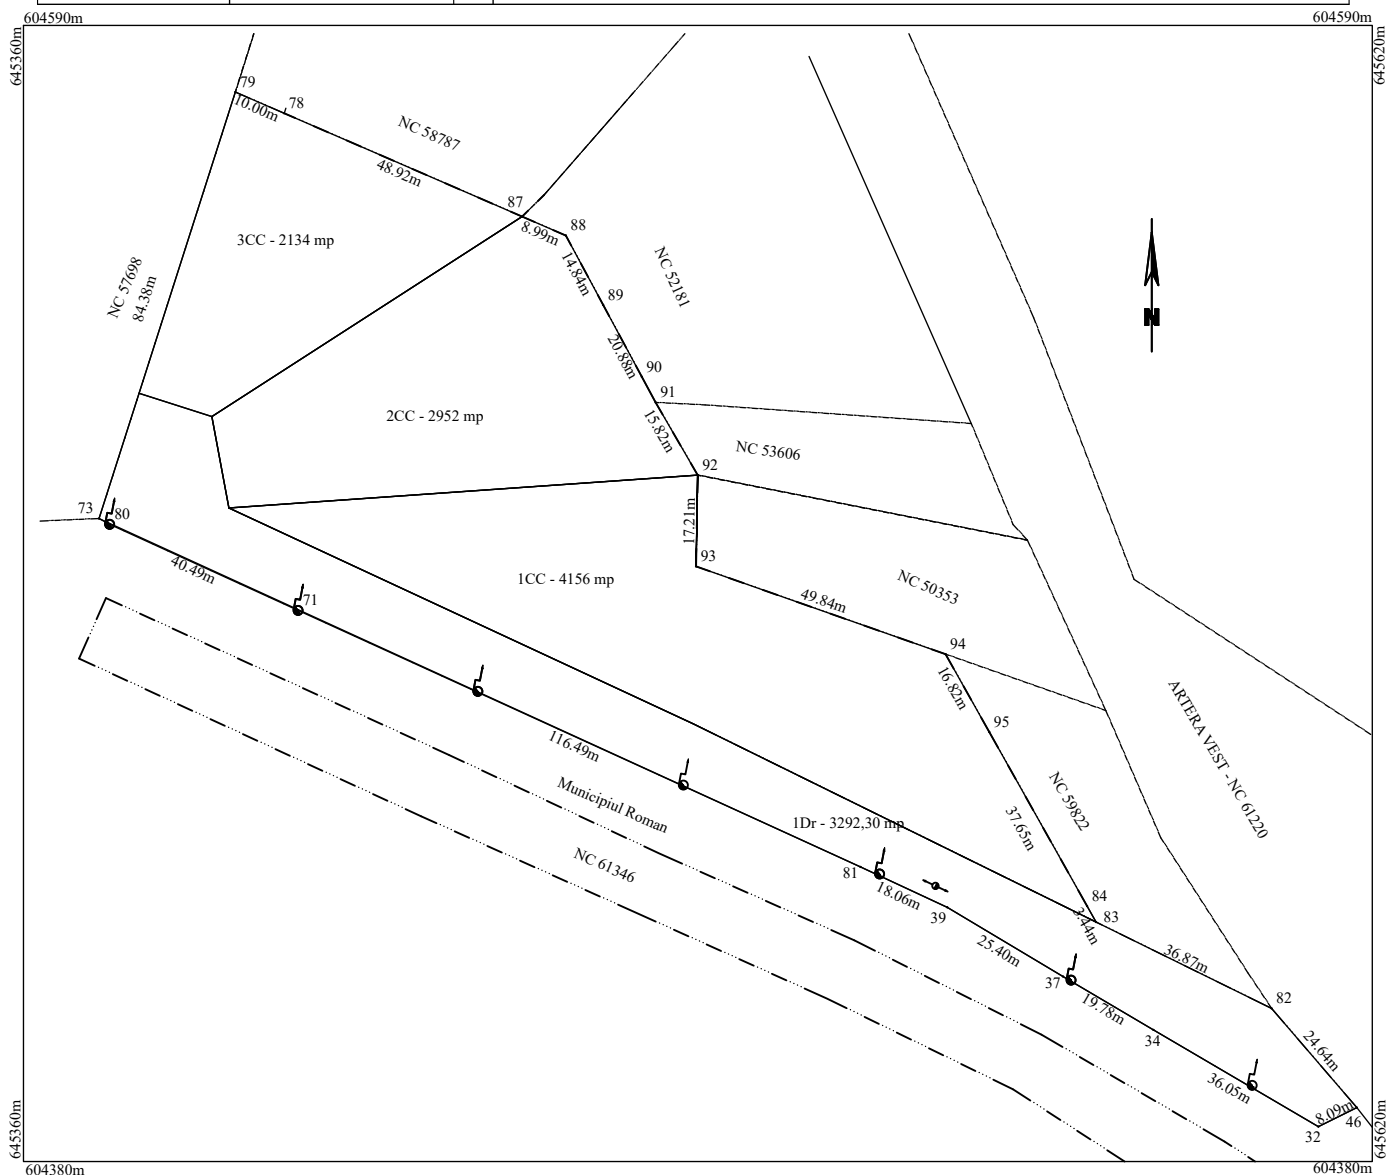 604590m
604590m
645360m
645620m
79
10.00m
78
NC 58787
48.92m
87
8.99m
88
3CC - 2134 mp
14.84m
NC 52181
89
NC 57698
84.38m
N
20.88m
90
91
2CC - 2952 mp
15.82m
NC 53606
92
73
80
17.21m
93
40.49m
1CC - 4156 mp
NC 50353
71
49.84m
94
16.82m
95
ARTERA VEST - NC 61220
116.49m
Municipiul Roman
NC 59822
37.65m
1Dr - 3292,30 mp
NC 61346
81
18.06m
39
84
83
3.44m
25.40m
36.87m
37
19.78m
82
34
24.64m
36.05m
8.09m
46
32
645360m
645620m
604380m
604380m